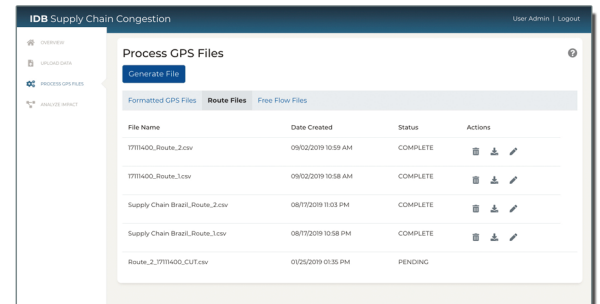 IDB Supply Chain Congestion
User Admin | Logout
OVERVIEW
UPLOAD DATA
PROCESS GPS FILES
ANALYZE IMPACT
Process GPS Files
?
Generate File
Formatted GPS Files Route Files Free Flow Files
File Name Date Created Status Actions
17111400_Route_2.csv 09/02/2019 10:59 AM COMPLETE
17111400_Route_1.csv 09/02/2019 10:58 AM COMPLETE
Supply Chain Brazil_Route_2.csv 08/17/2019 11:03 PM COMPLETE
Supply Chain Brazil_Route_1.csv 08/17/2019 10:58 PM COMPLETE
Route_2_17111400_CUT.csv 01/25/2019 01:35 PM PENDING